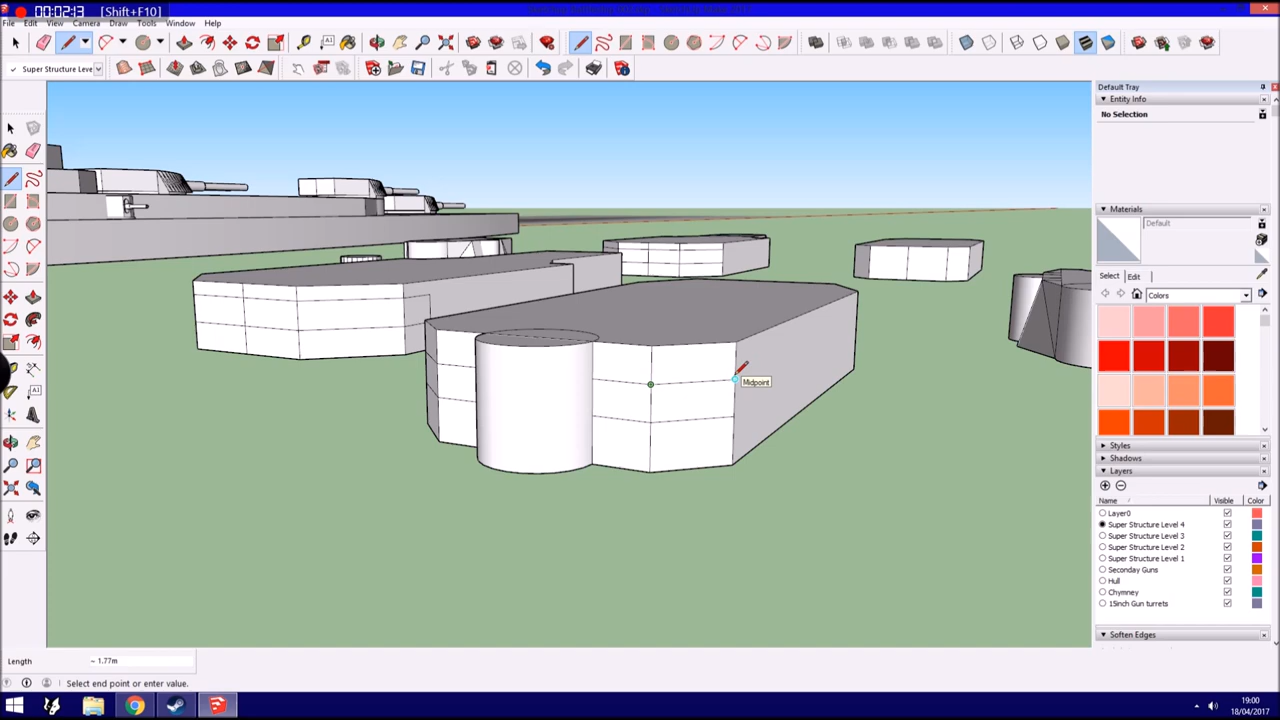 00:02:13 [Shift+F10]
File Edit View Camera Draw Tools Window Help
Default Tray
Super Structure Leve
Entity Info
No Selection
Materials
Default
Select Edit
Colors
Midpoint
Styles
Shadows
Layers
Name Visible Color
Layer0
Super Structure Level 4
Super Structure Level 3
Super Structure Level 2
Super Structure Level 1
Seconday Guns
Hull
Chymney
15inch Gun turrets
Soften Edges
Length ~ 1.77m
Select end point or enter value.
19:00
18/04/2017